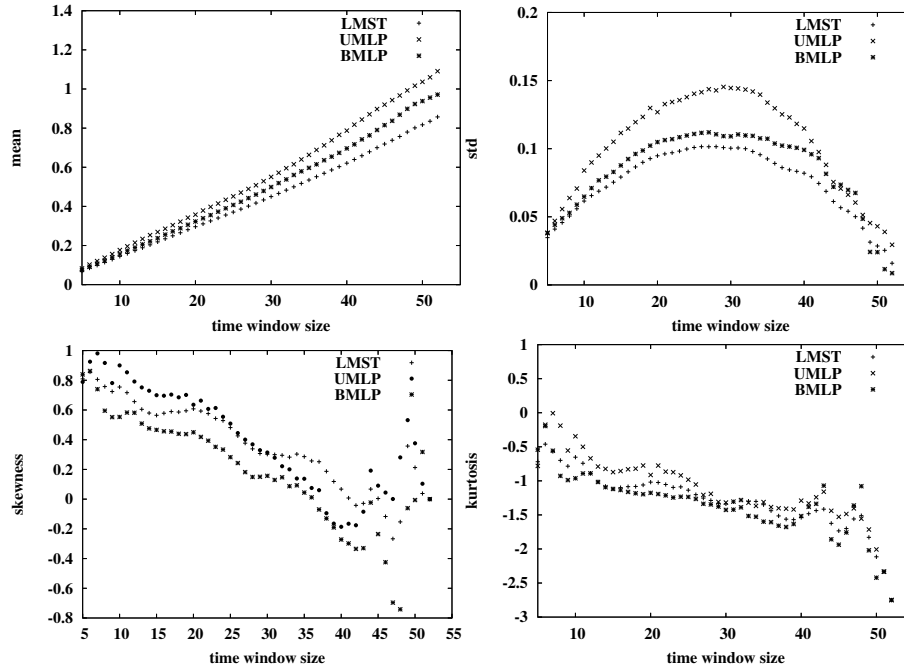 1.4
1.2
1
0.8
0.6
0.4
0.2
0
10
20
30
40
50
mean
time window size
LMST
UMLP
BMLP
0.2
0.15
0.1
0.05
0
10
20
30
40
50
std
time window size
LMST
UMLP
BMLP
1
0.8
0.6
0.4
0.2
0
-0.2
-0.4
-0.6
-0.8
5
10
15
20
25
30
35
40
45
50
55
skewness
time window size
LMST
UMLP
BMLP
1
0.5
0
-0.5
-1
-1.5
-2
-2.5
-3
10
20
30
40
50
kurtosis
time window size
LMST
UMLP
BMLP